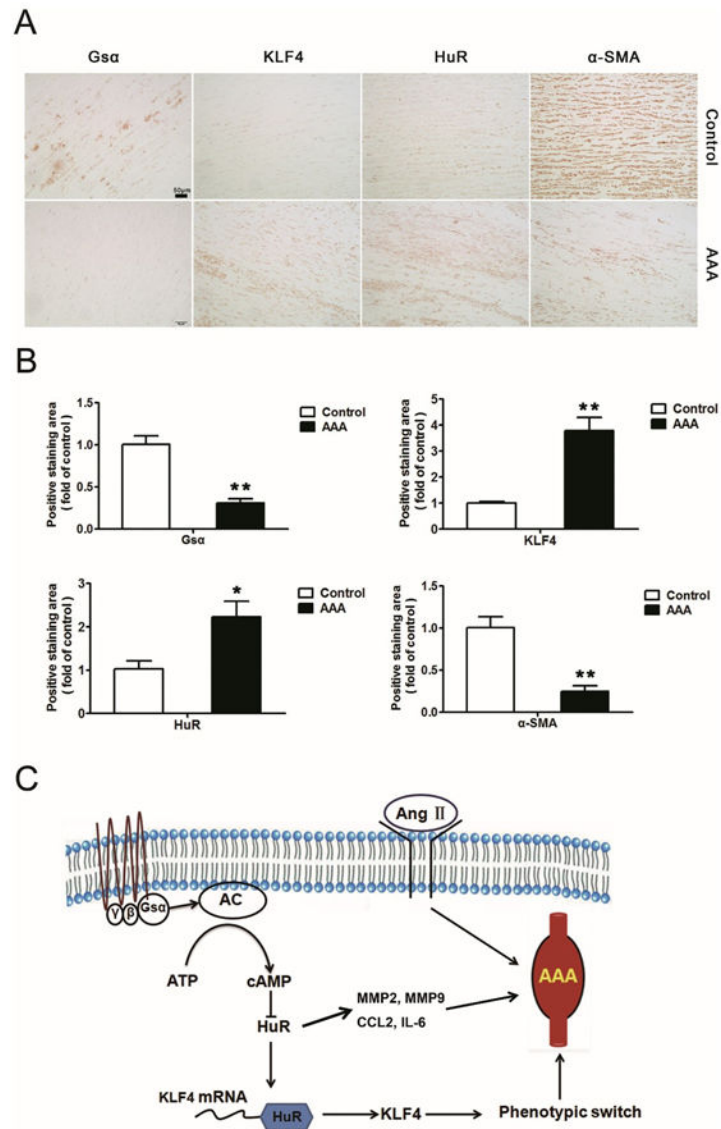 A
Gsα KLF4 HuR α-SMA
Control
50μm
AAA
B
Positive staining area
( fold of control )
1.5
1.0
0.5
0.0
**
Gsα
Control
AAA
Positive staining area
( fold of control )
5
4
3
2
1
0
**
KLF4
Control
AAA
Positive staining area
( fold of control )
3
2
1
0
*
HuR
Control
AAA
Positive staining area
( fold of control )
1.5
1.0
0.5
0.0
**
α-SMA
Control
AAA
C
Ang Ⅱ
γ β Gsα AC
ATP cAMP
AAA
HuR
MMP2, MMP9
CCL2, IL-6
KLF4 mRNA
HuR KLF4 Phenotypic switch